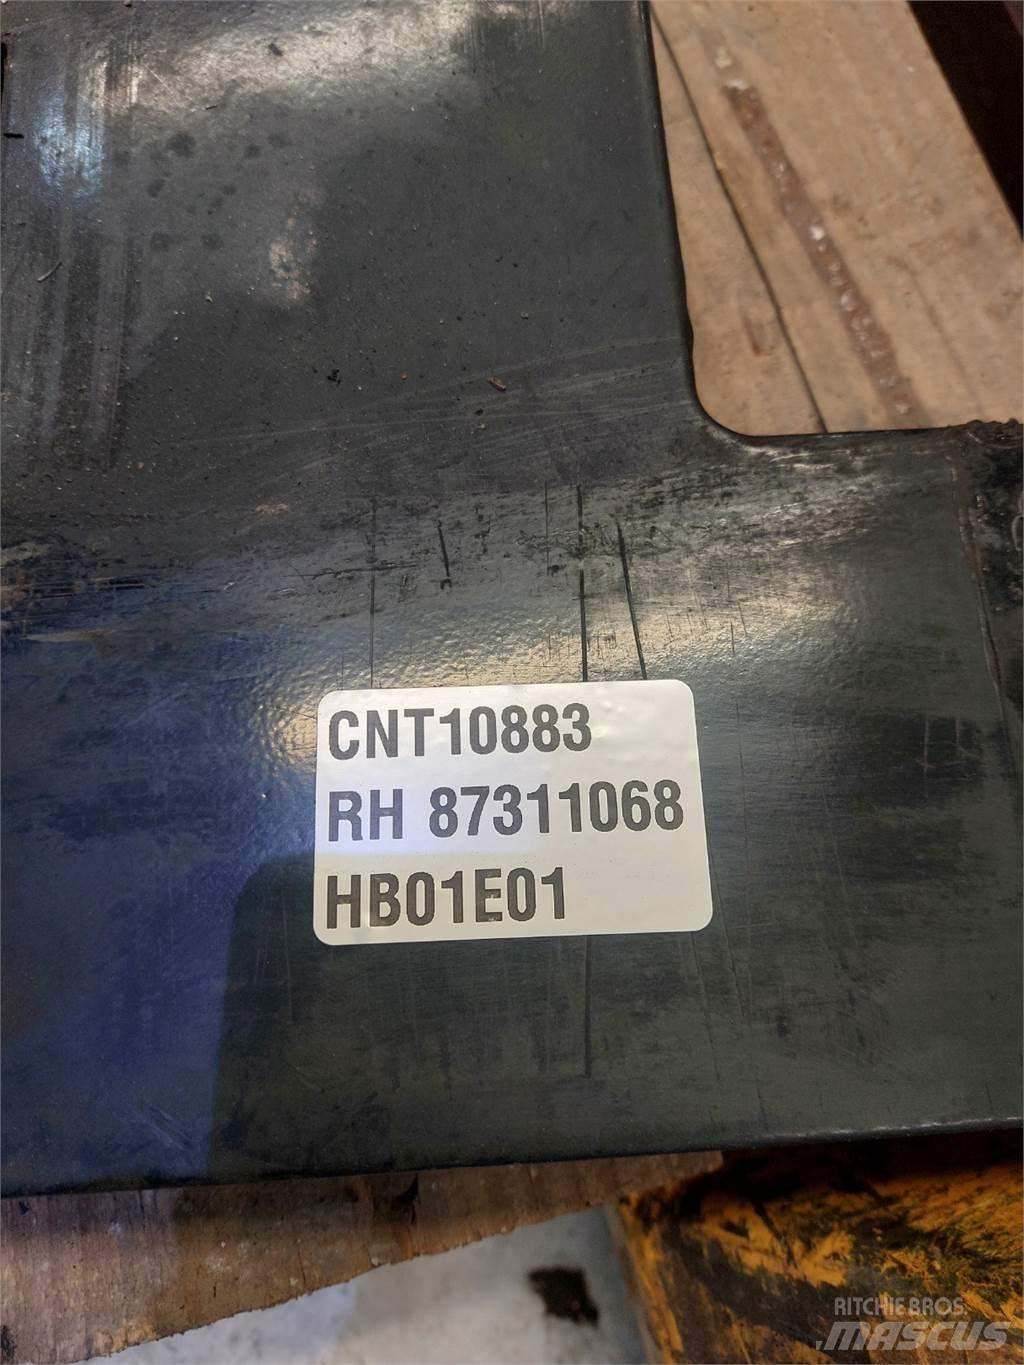 CNT10883
RH 87311068
HB01E01
RITCHIE BROS.
MASCUS